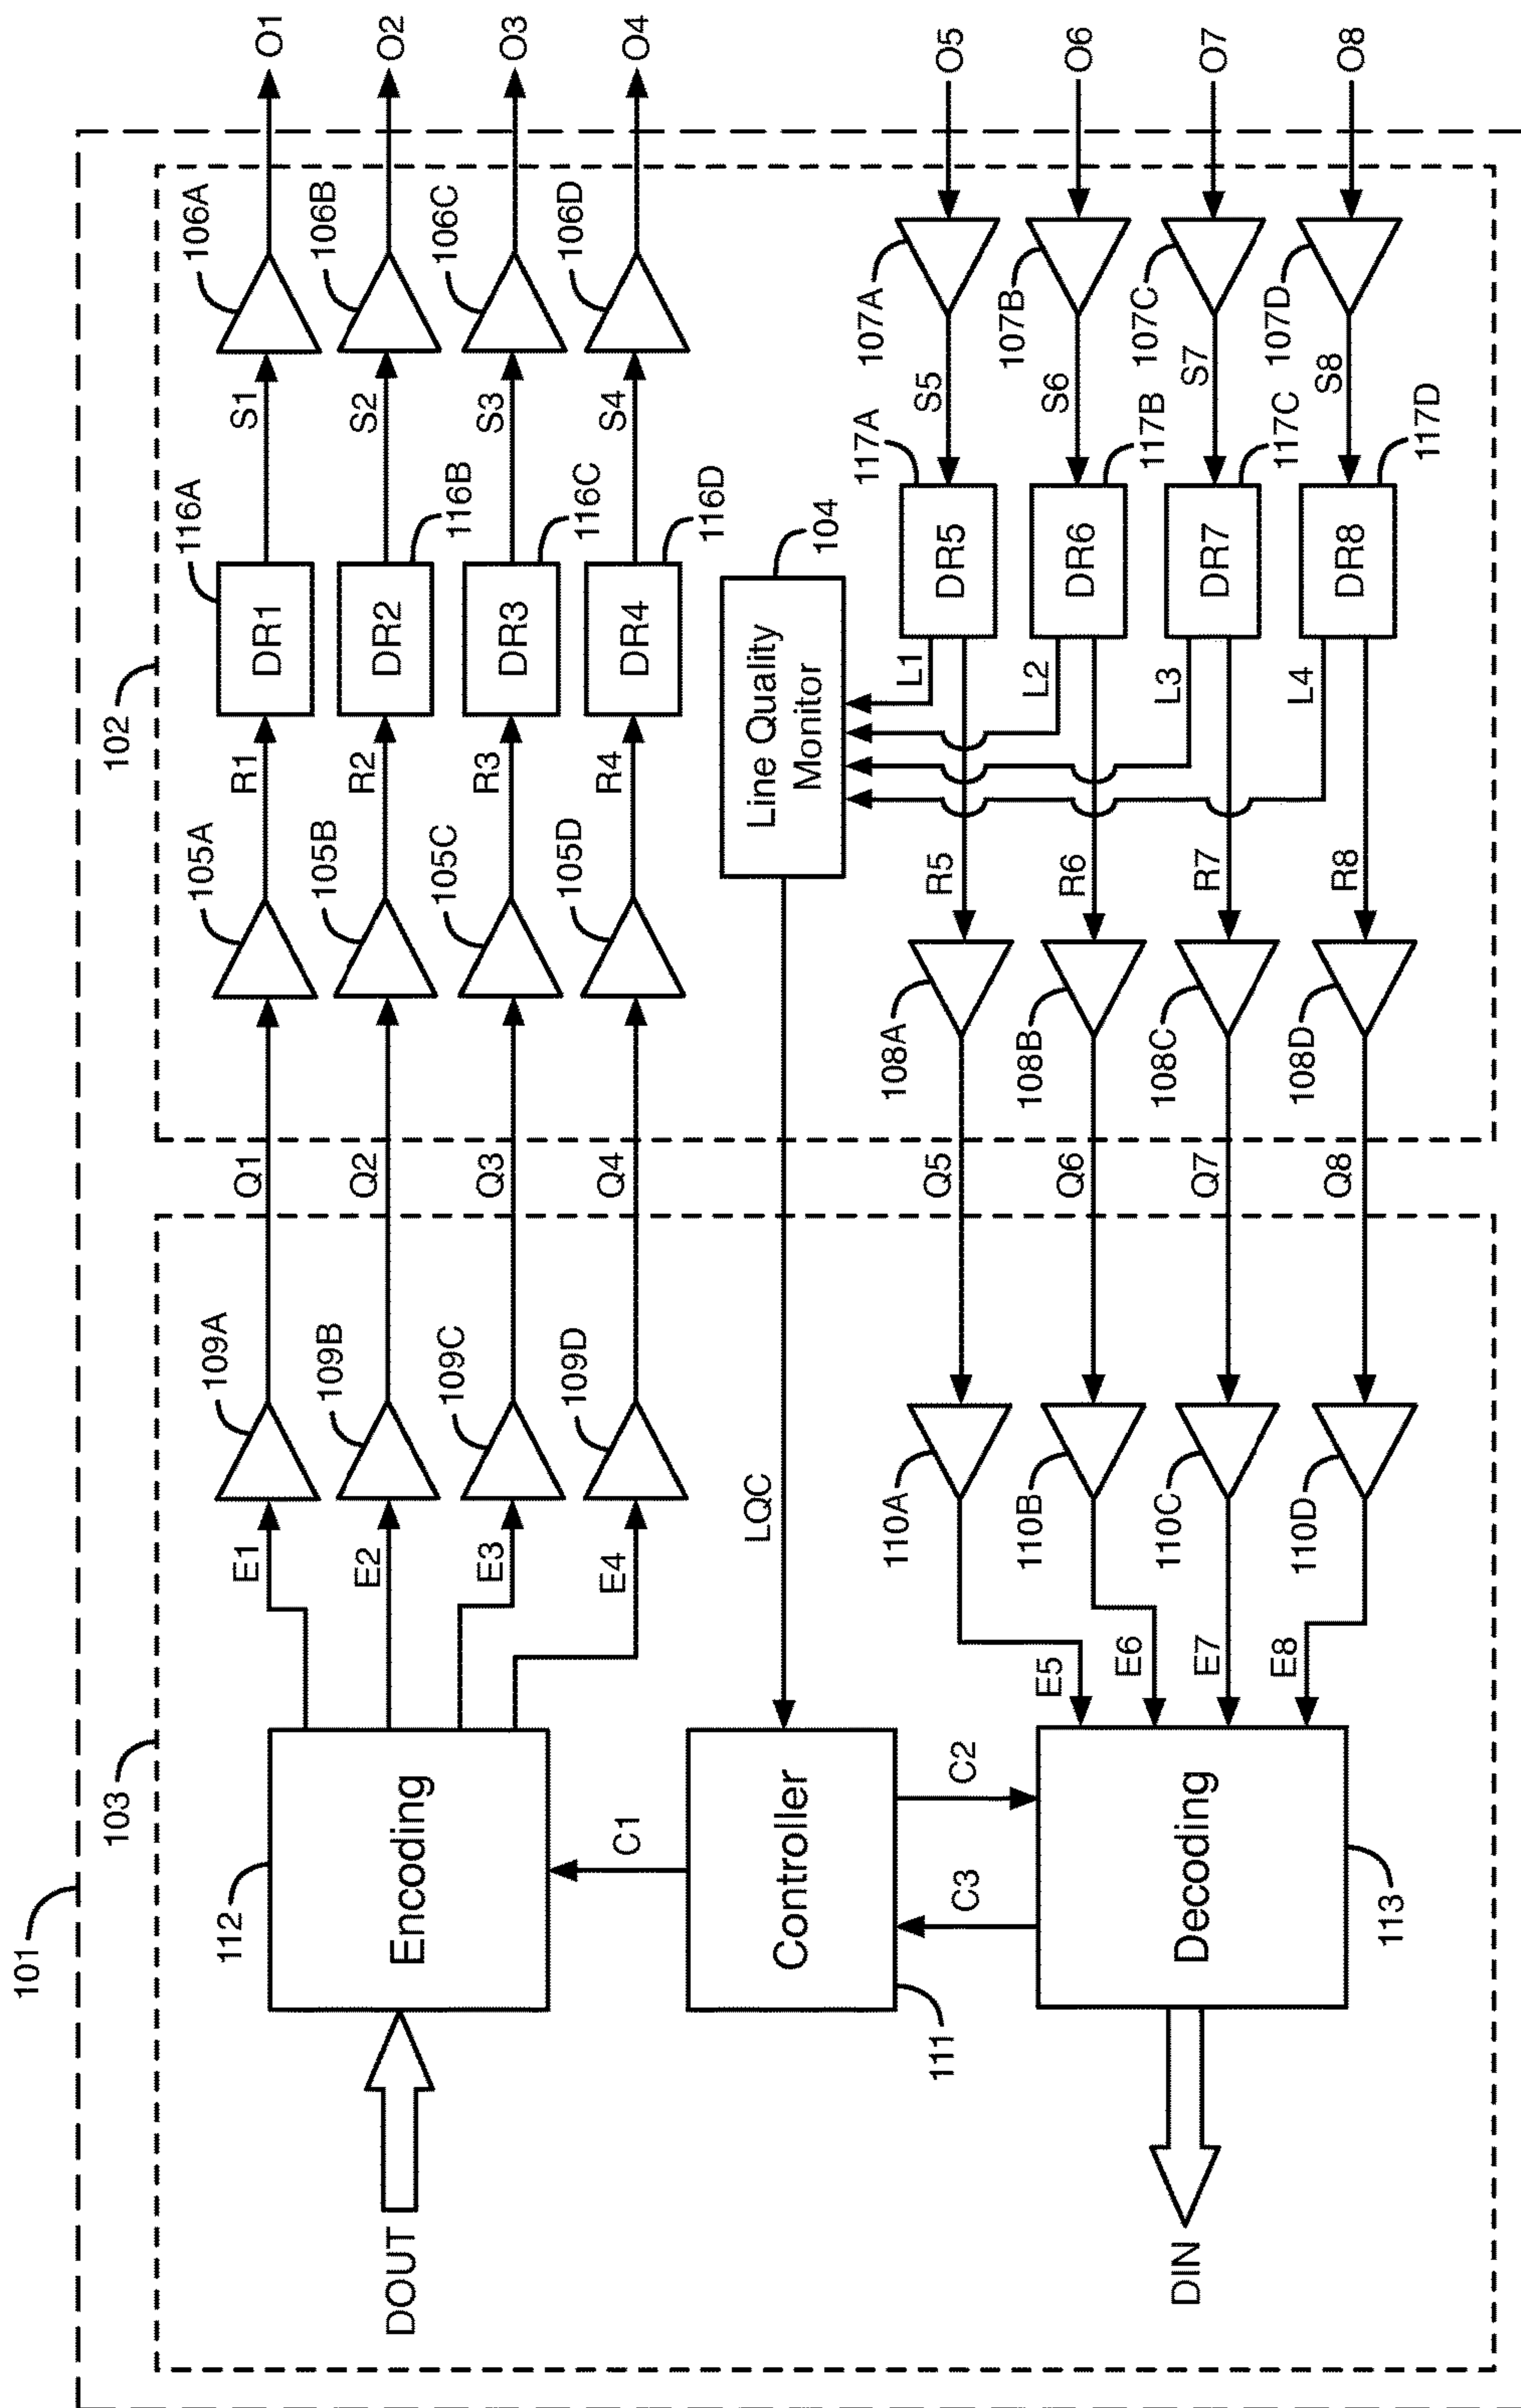 101
103
102
DOUT
112
Encoding
E1
E2
E3
E4
109A
109B
109C
109D
Q1
Q2
Q3
Q4
105A
105B
105C
105D
R1
R2
R3
R4
116A
DR1
DR2
116B
DR3
116C
DR4
116D
S1
S2
S3
S4
106A
106B
106C
106D
O1
O2
O3
O4
C1
Controller
111
C3
C2
LQC
Line Quality
Monitor
104
L1
L2
L3
L4
DIN
Decoding
113
E5
E6
E7
E8
110A
110B
110C
110D
Q5
Q6
Q7
Q8
108A
108B
108C
108D
R5
R6
R7
R8
117A
DR5
DR6
117B
DR7
117C
DR8
117D
S5
S6
S7
S8
107A
107B
107C
107D
O5
O6
O7
O8